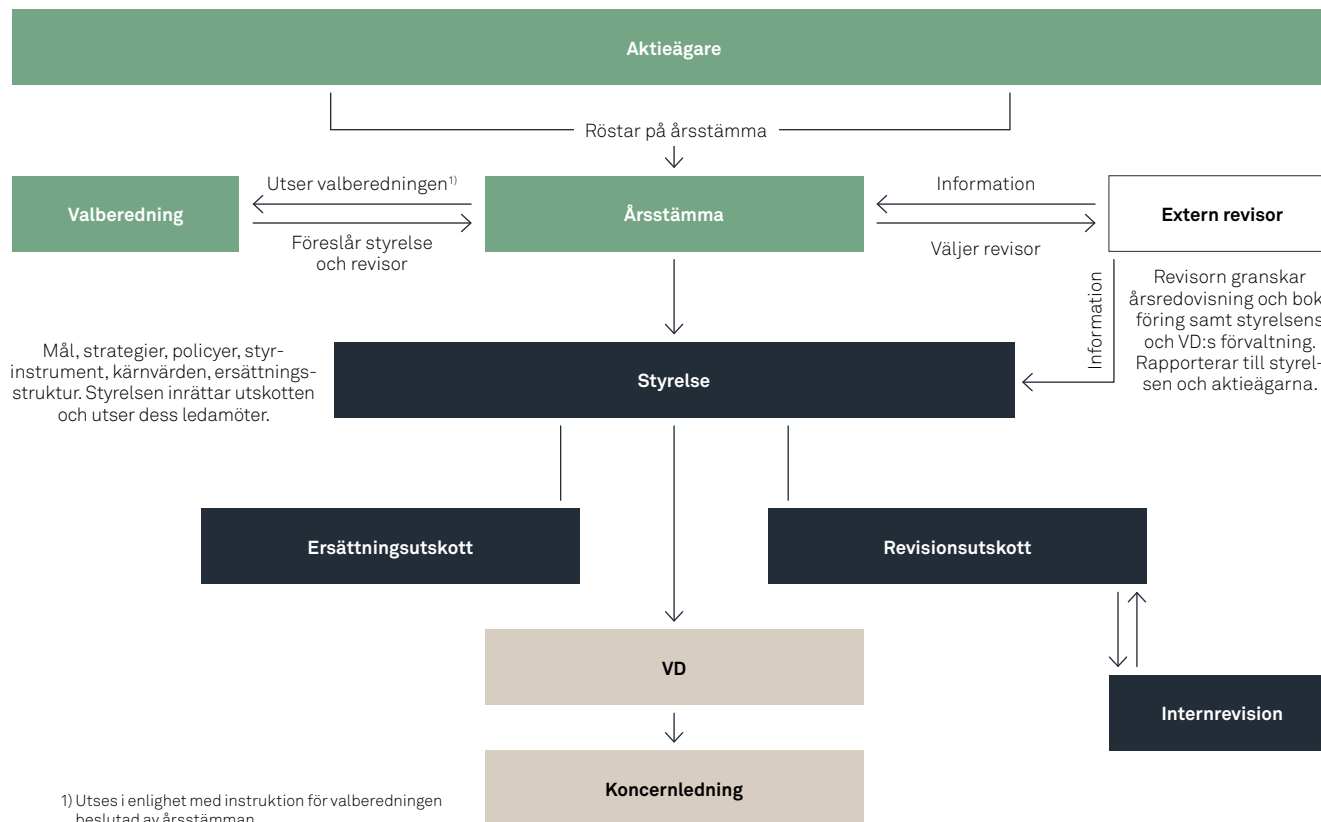 Aktieägare
Röstar på årsstämma
Valberedning
Utser valberedningen1)
Föreslår styrelse
och revisor
Årsstämma
Information
Väljer revisor
Extern revisor
Information
Revisorn granskar
årsredovisning och bok-
föring samt styrelsens
och VD:s förvaltning.
Rapporterar till styrel-
sen och aktieägarna.
Mål, strategier, policyer, styr-
instrument, kärnvärden, ersättnings-
struktur. Styrelsen inrättar utskotten
och utser dess ledamöter.
Styrelse
Ersättningsutskott
Revisionsutskott
VD
Internrevision
Koncernledning
1) Utses i enlighet med instruktion för valberedningen
beslutad av årsstämman